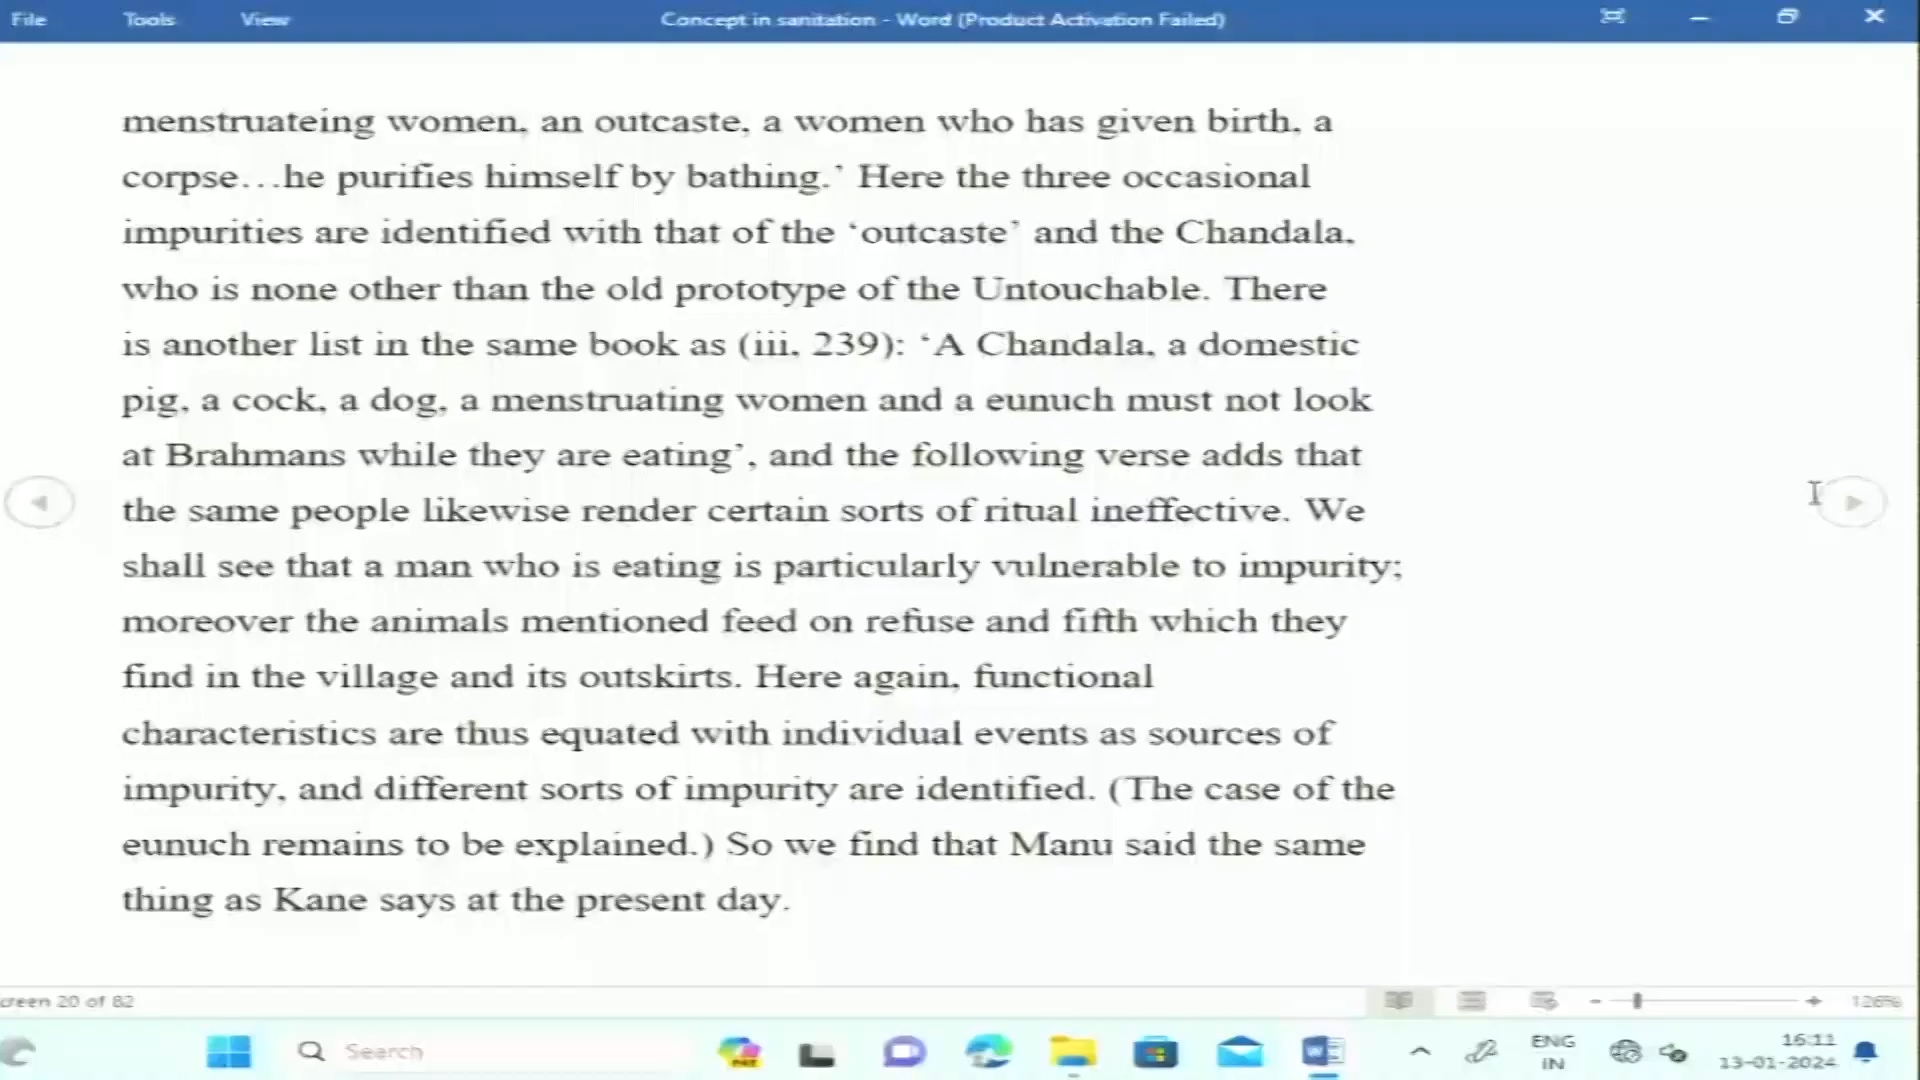 File Tools View Concept in sanitation - Word (Product Activation Failed)
menstruateing women, an outcaste, a women who has given birth, a
corpse…he purifies himself by bathing.’ Here the three occasional
impurities are identified with that of the ‘outcaste’ and the Chandala,
who is none other than the old prototype of the Untouchable. There
is another list in the same book as (iii, 239): ‘A Chandala, a domestic
pig, a cock, a dog, a menstruating women and a eunuch must not look
at Brahmans while they are eating’, and the following verse adds that
the same people likewise render certain sorts of ritual ineffective. We
shall see that a man who is eating is particularly vulnerable to impurity;
moreover the animals mentioned feed on refuse and fifth which they
find in the village and its outskirts. Here again, functional
characteristics are thus equated with individual events as sources of
impurity, and different sorts of impurity are identified. (The case of the
eunuch remains to be explained.) So we find that Manu said the same
thing as Kane says at the present day.
creen 20 of 82 126%
Search ENG 16:11
IN 13-01-2024